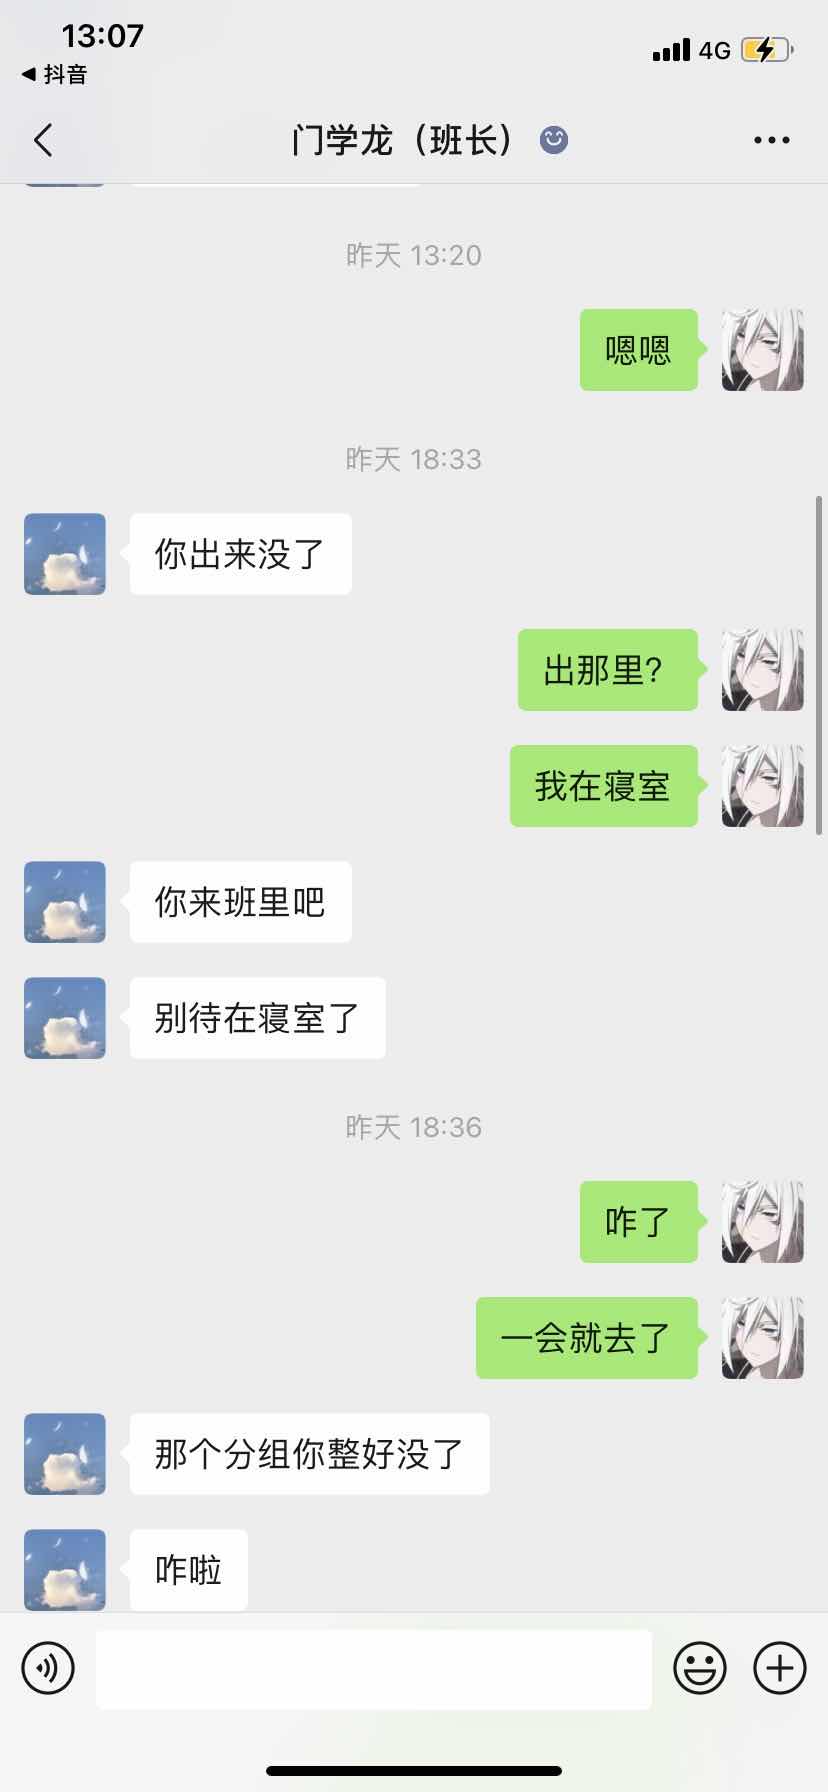 13:07
4G
◀ 抖音
门学龙（班长）
昨天 13:20
嗯嗯
昨天 18:33
你出来没了
出那里?
我在寝室
你来班里吧
别待在寝室了
昨天 18:36
咋了
一会就去了
那个分组你整好没了
咋啦